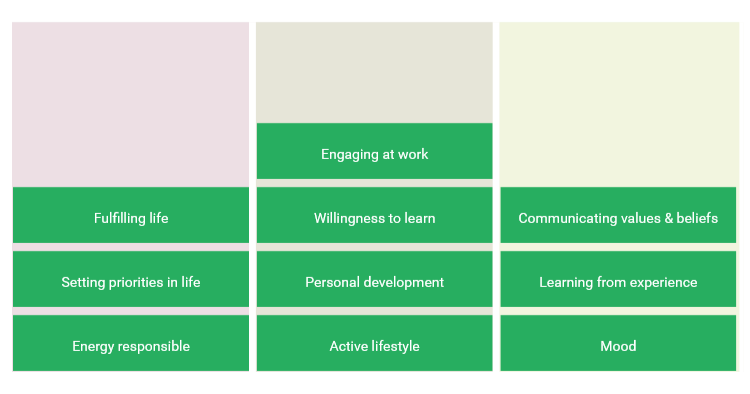 Engaging at work
Fulfilling life
Willingness to learn
Communicating values & beliefs
Setting priorities in life
Personal development
Learning from experience
Energy responsible
Active lifestyle
Mood